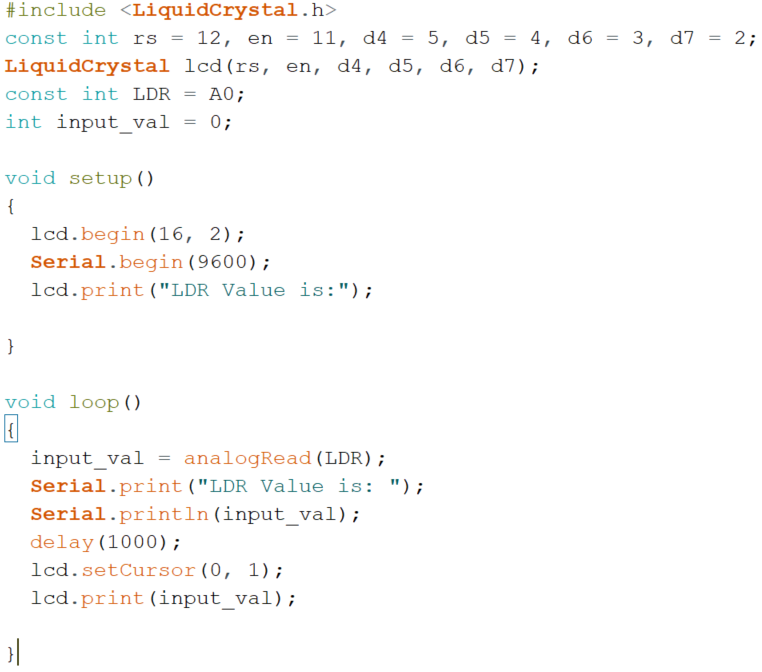 #include <LiquidCrystal.h>
const int rs = 12, en = 11, d4 = 5, d5 = 4, d6 = 3, d7 = 2;
LiquidCrystal lcd(rs, en, d4, d5, d6, d7);
const int LDR = A0;
int input_val = 0;

void setup()
{
  lcd.begin(16, 2);
  Serial.begin(9600);
  lcd.print("LDR Value is:");

}

void loop()
{
  input_val = analogRead(LDR);
  Serial.print("LDR Value is: ");
  Serial.println(input_val);
  delay(1000);
  lcd.setCursor(0, 1);
  lcd.print(input_val);

}